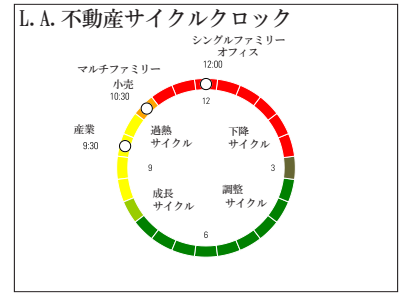 L.A.不動産サイクルクロック
シングルファミリー
オフィス
12:00
マルチファミリー
小売
10:30
産業
9:30
12
過熱
サイクル
下降
サイクル
9
3
成長
サイクル
調整
サイクル
6